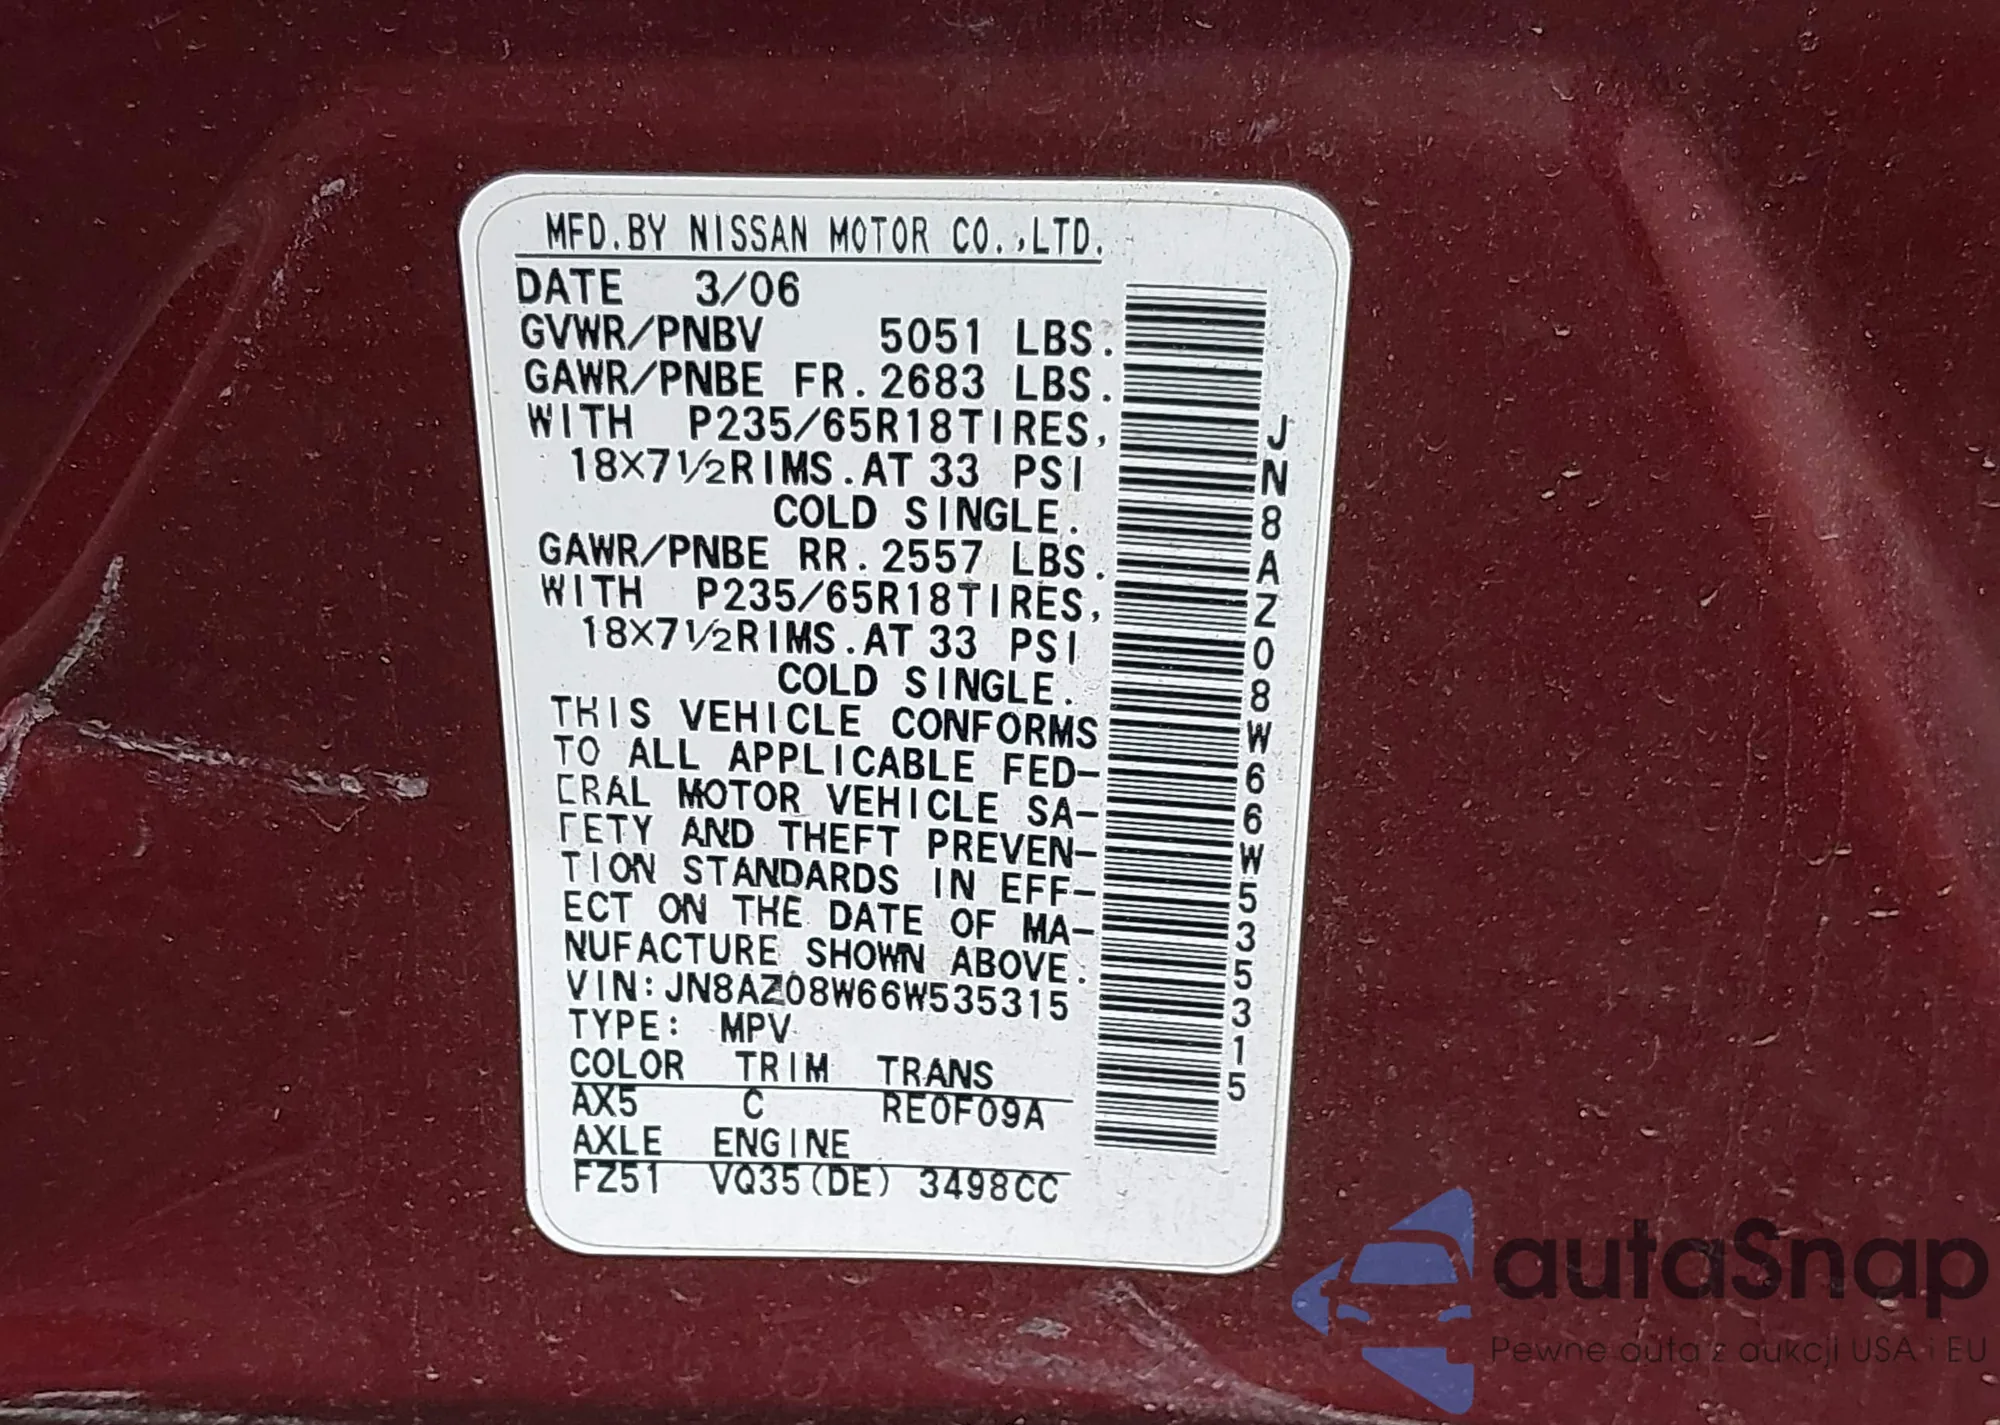 MFD.BY NISSAN MOTOR CO.,LTD.
DATE 3/06
GVWR/PNBV 5051 LBS.
GAWR/PNBE FR.2683 LBS.
WITH P235/65R18TIRES,
18×7½RIMS.AT 33 PSI
COLD SINGLE.
GAWR/PNBE RR.2557 LBS.
WITH P235/65R18TIRES,
18×7½RIMS.AT 33 PSI
COLD SINGLE.
THIS VEHICLE CONFORMS
TO ALL APPLICABLE FED-
ERAL MOTOR VEHICLE SA-
FETY AND THEFT PREVEN-
TION STANDARDS IN EFF-
ECT ON THE DATE OF MA-
NUFACTURE SHOWN ABOVE.
VIN:JN8AZ08W66W535315
TYPE: MPV
COLOR TRIM TRANS
AX5 C RE0F09A
AXLE ENGINE
FZ51 VQ35(DE) 3498CC
JN8AZ08W66W535315
autaSnap
Pewne auta z aukcji USA i EU